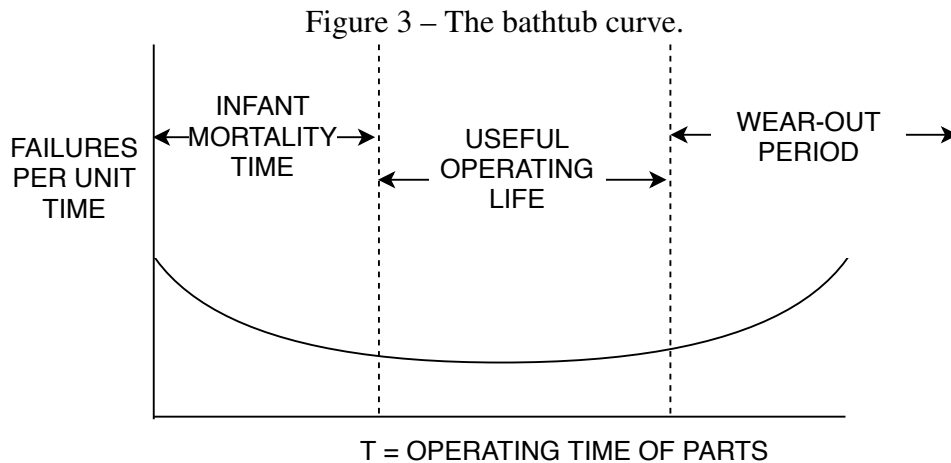 Figure 3 – The bathtub curve.
INFANT
MORTALITY
TIME
USEFUL
OPERATING
LIFE
WEAR-OUT
PERIOD
FAILURES
PER UNIT
TIME
T = OPERATING TIME OF PARTS